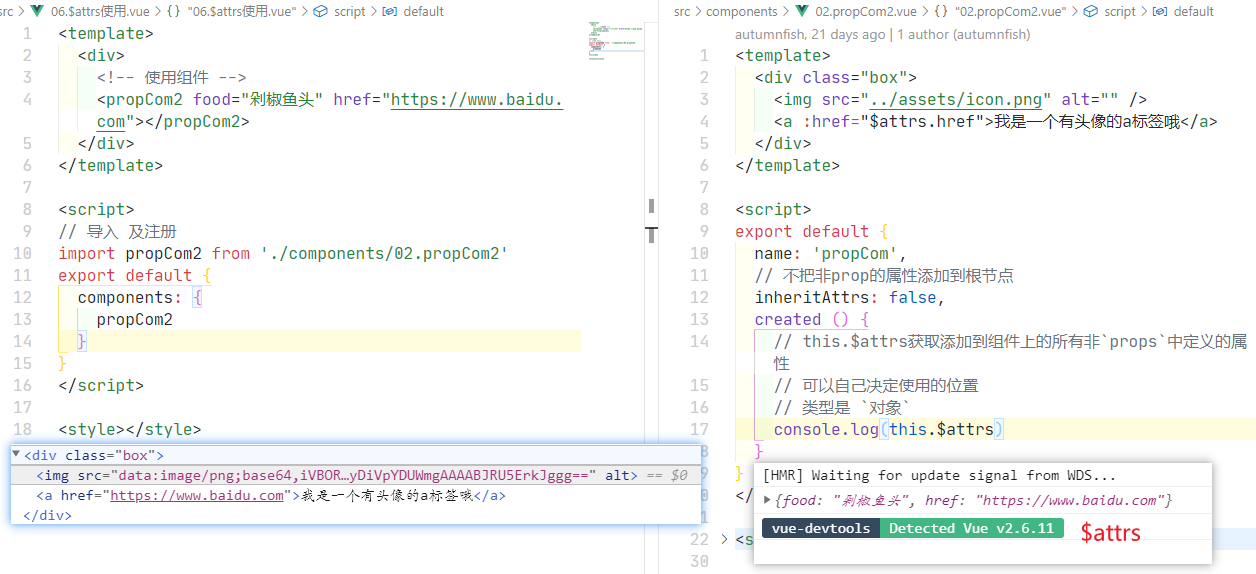 src > 06.$attrs使用.vue > {} "06.$attrs使用.vue" > script > default
1 <template>
2 <div>
3 <!-- 使用组件 -->
4 <propCom2 food="剁椒鱼头" href="https://www.baidu.
com"></propCom2>
5 </div>
6 </template>
7
8 <script>
9 // 导入 及注册
10 import propCom2 from './components/02.propCom2'
11 export default {
12 components: {
13 propCom2
14 }
15 }
16 </script>
17
18 <style></style>
<div class="box">
<img src="data:image/png;base64,iVBOR…yDiVpYDUWmgAAAABJRU5ErkJggg==" alt> == $0
<a href="https://www.baidu.com">我是一个有头像的a标签哦</a>
</div>
src > components > 02.propCom2.vue > {} "02.propCom2.vue" > script > default
autumnfish, 21 days ago | 1 author (autumnfish)
1 <template>
2 <div class="box">
3 <img src="../assets/icon.png" alt="" />
4 <a :href="$attrs.href">我是一个有头像的a标签哦</a>
5 </div>
6 </template>
7
8 <script>
9 export default {
10 name: 'propCom',
11 // 不把非prop的属性添加到根节点
12 inheritAttrs: false,
13 created () {
14 // this.$attrs获取添加到组件上的所有非`props`中定义的属
性
15 // 可以自己决定使用的位置
16 // 类型是 `对象`
17 console.log(this.$attrs)
8 }
9 }
0 </
1
22 > <s
30
[HMR] Waiting for update signal from WDS...
{food: "剁椒鱼头", href: "https://www.baidu.com"}
vue-devtools Detected Vue v2.6.11 $attrs